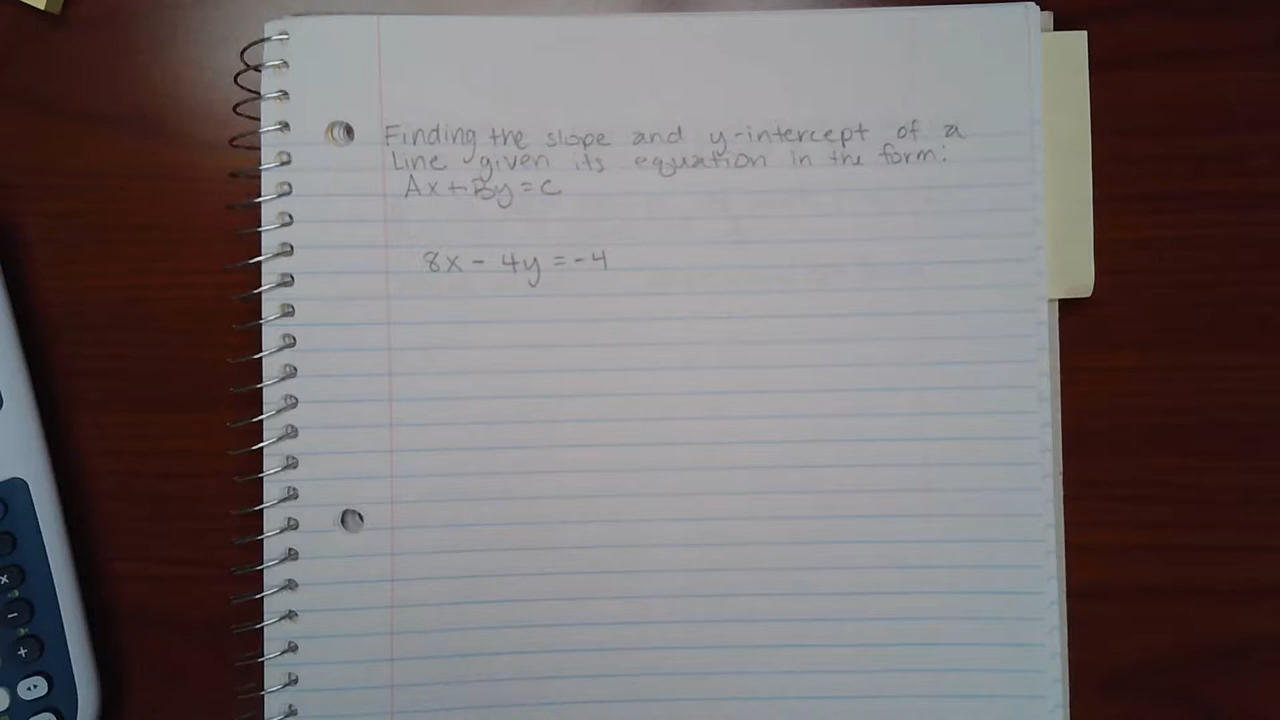 Finding the slope and y-intercept of a
Line given its equation in the form:
Ax+By=C
8x - 4y = -4